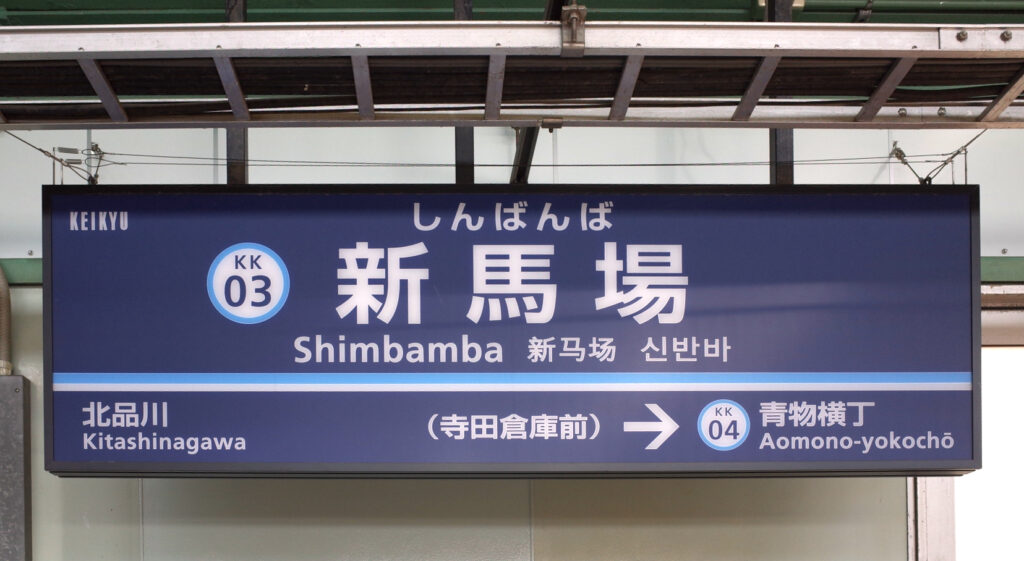 KEIKYU
しんばんば
KK
03
新馬場
Shimbamba 新马场 신반바
北品川
Kitashinagawa
(寺田倉庫前)
→
KK
04
青物横丁
Aomono-yokochō